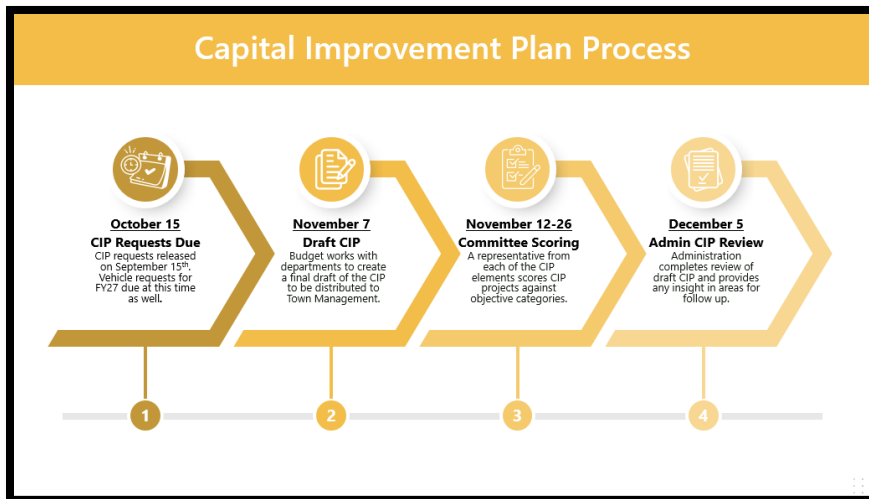 Capital Improvement Plan Process
October 15
CIP Requests Due
CIP requests released
on September 15th.
Vehicle requests for
FY27 due at this time
as well.
November 7
Draft CIP
Budget works with
departments to create
a final draft of the CIP
to be distributed to
Town Management.
November 12-26
Committee Scoring
A representative from
each of the CIP
elements scores CIP
projects against
objective categories.
December 5
Admin CIP Review
Administration
completes review of
draft CIP and provides
any insight in areas for
follow up.
1
2
3
4